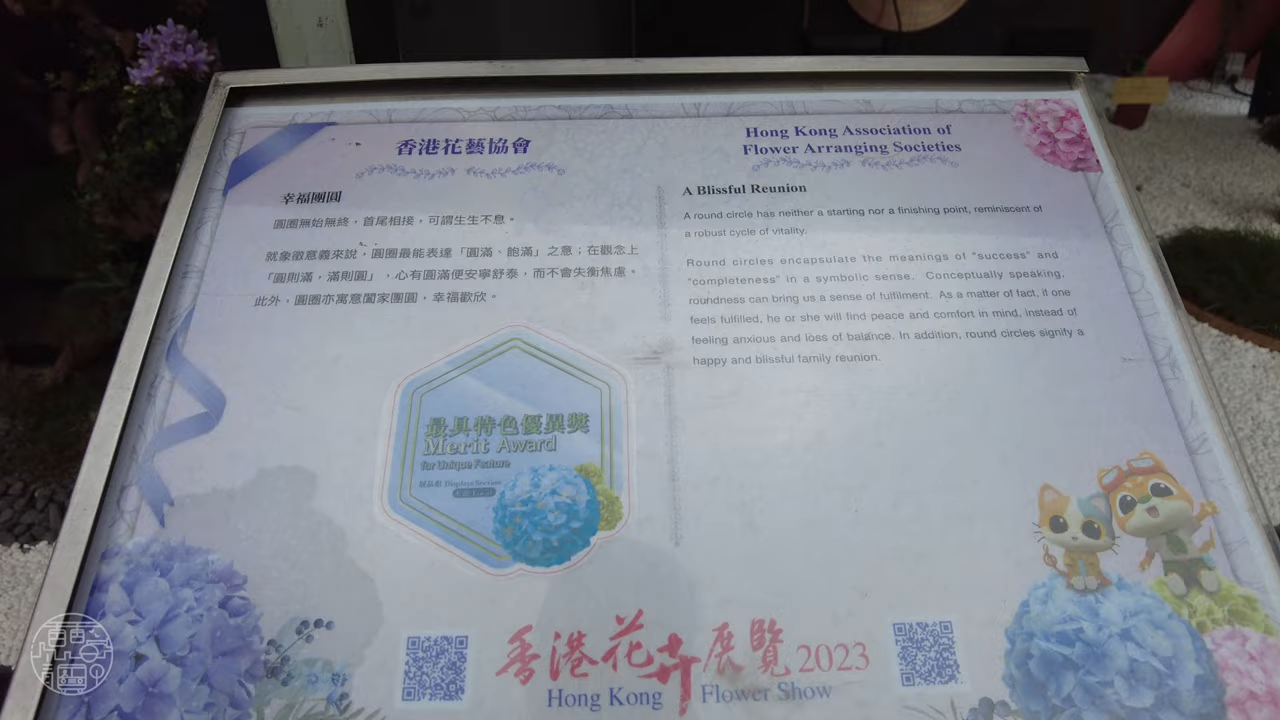 香港花藝協會
幸福團圓
圓圈無始無終，首尾相接，可謂生生不息。
就象徵意義來說，圓圈最能表達「圓滿、飽滿」之意；在觀念上
「圓則滿，滿則圓」，心有圓滿便安寧舒泰，而不會失衡焦慮。
此外，圓圈亦寓意闔家團圓，幸福歡欣。
Hong Kong Association of
Flower Arranging Societies
A Blissful Reunion
A round circle has neither a starting nor a finishing point, reminiscent of
a robust cycle of vitality.
Round circles encapsulate the meanings of "success" and
"completeness" in a symbolic sense. Conceptually speaking,
roundness can bring us a sense of fulfilment. As a matter of fact, if one
feels fulfilled, he or she will find peace and comfort in mind, instead of
feeling anxious and loss of balance. In addition, round circles signify a
happy and blissful family reunion.
最具特色優異獎
Merit Award
for Unique Feature
Displays Section
香港花卉展覽2023
Hong Kong Flower Show